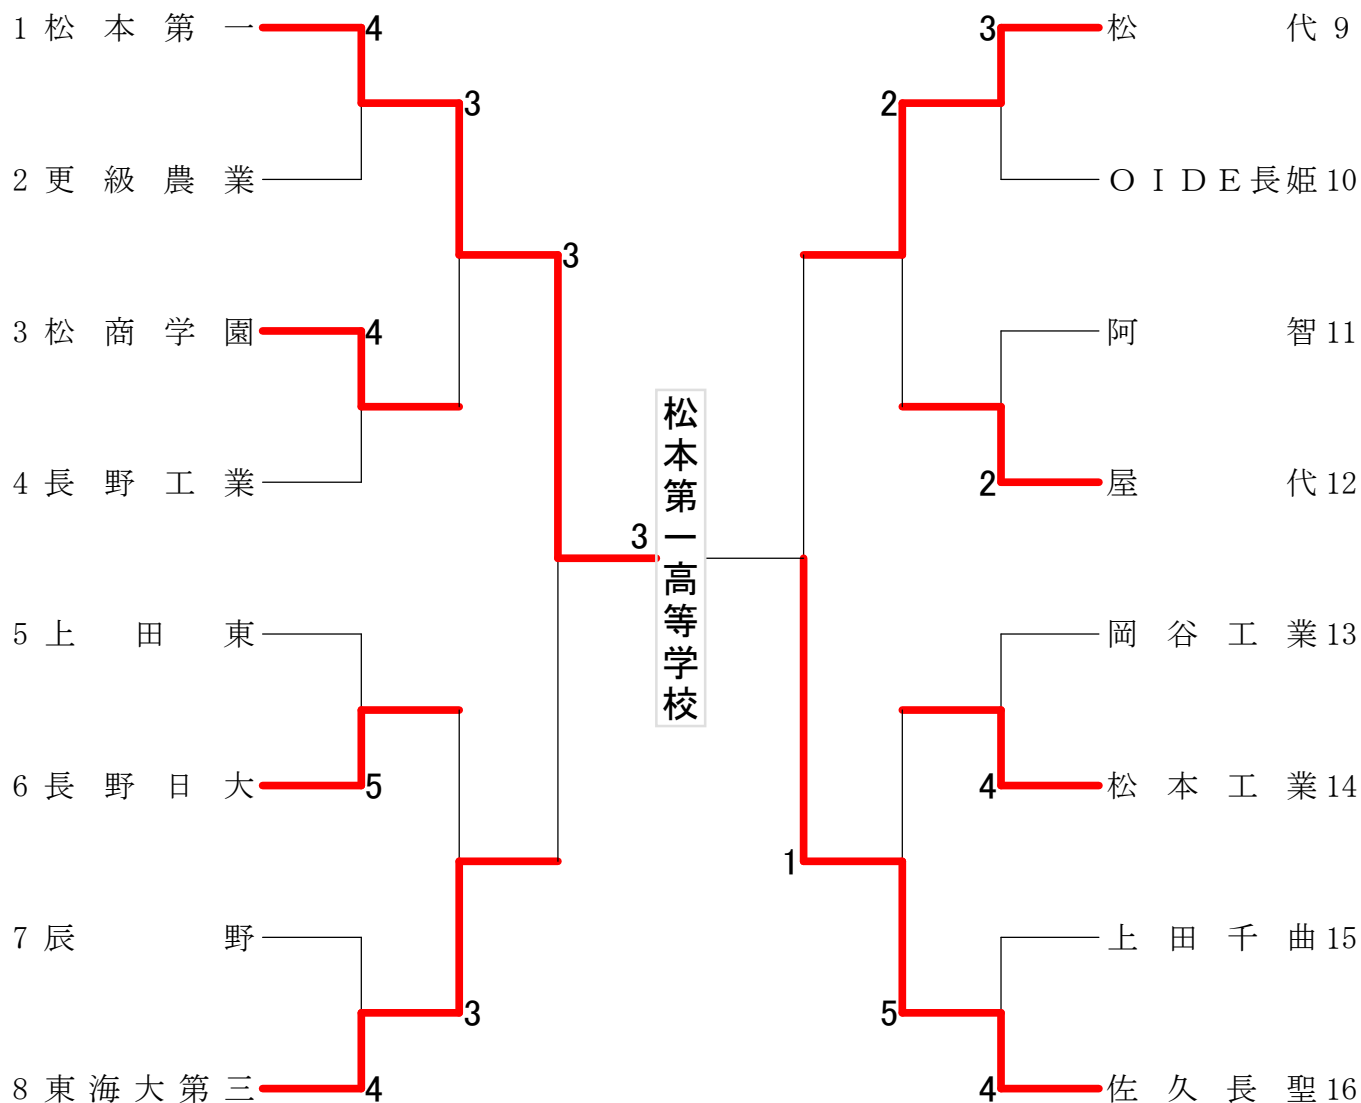 1 松本第一
4
3
2 更級農業
3
3 松商学園
4
4 長野工業
3
5 上田東
6 長野日大
5
7 辰野
3
8 東海大第三
4
松本第一高等学校
3
松代 9
2
ＯＩＤＥ長姫 10
阿智 11
2
屋代 12
岡谷工業 13
4
松本工業 14
1
上田千曲 15
5
4
佐久長聖 16